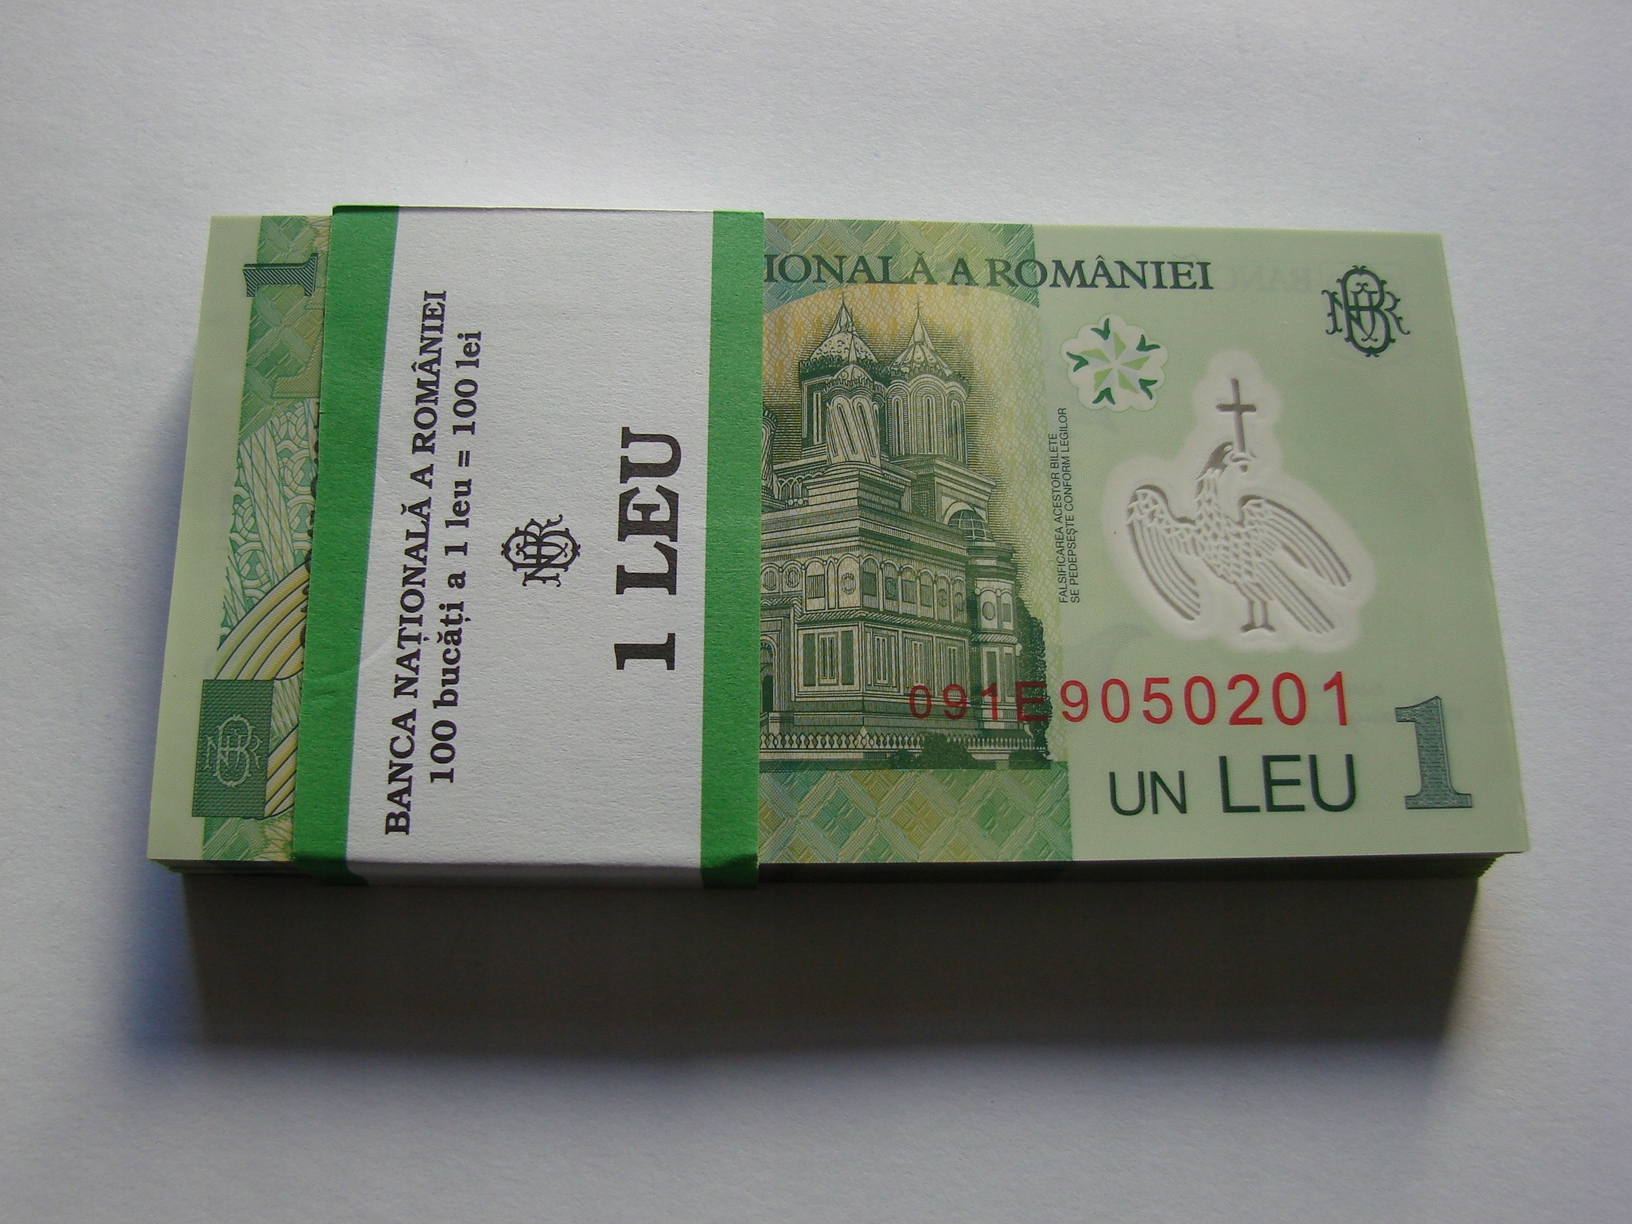 1
BANCA NAȚIONALĂ A ROMÂNIEI
100 bucăți a 1 leu = 100 lei
1 LEU
IONALĂ A ROMÂNIEI
FALSIFICAREA ACESTOR BILETE
SE PEDEPSEȘTE CONFORM LEGILOR
091E9050201
UN LEU
1